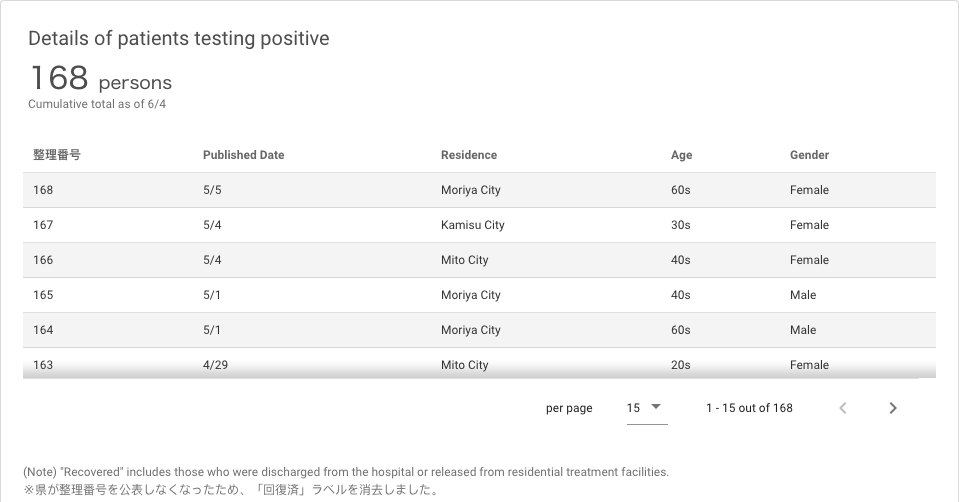 Details of patients testing positive
168 persons
Cumulative total as of 6/4
整理番号 Published Date Residence Age Gender
168 5/5 Moriya City 60s Female
167 5/4 Kamisu City 30s Female
166 5/4 Mito City 40s Female
165 5/1 Moriya City 40s Male
164 5/1 Moriya City 60s Male
163 4/29 Mito City 20s Female
per page 15 1 - 15 out of 168
(Note) "Recovered" includes those who were discharged from the hospital or released from residential treatment facilities.
※県が整理番号を公表しなくなったため、「回復済」ラベルを消去しました。